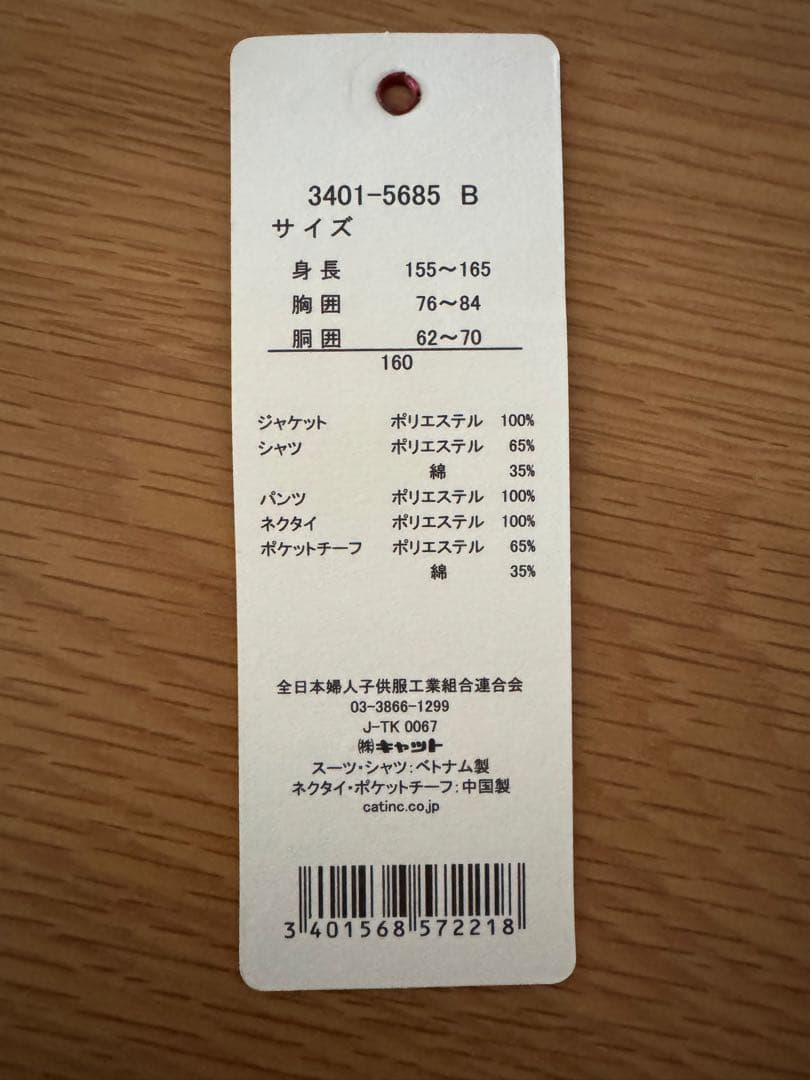 3401-5685 B
サイズ
身長 155～165
胸囲 76～84
胴囲 62～70
160
ジャケット ポリエステル 100%
シャツ ポリエステル 65%
綿 35%
パンツ ポリエステル 100%
ネクタイ ポリエステル 100%
ポケットチーフ ポリエステル 65%
綿 35%
全日本婦人子供服工業組合連合会
03-3866-1299
J-TK 0067
㈱キャット
スーツ・シャツ：ベトナム製
ネクタイ・ポケットチーフ：中国製
catinc.co.jp
3 401568 572218